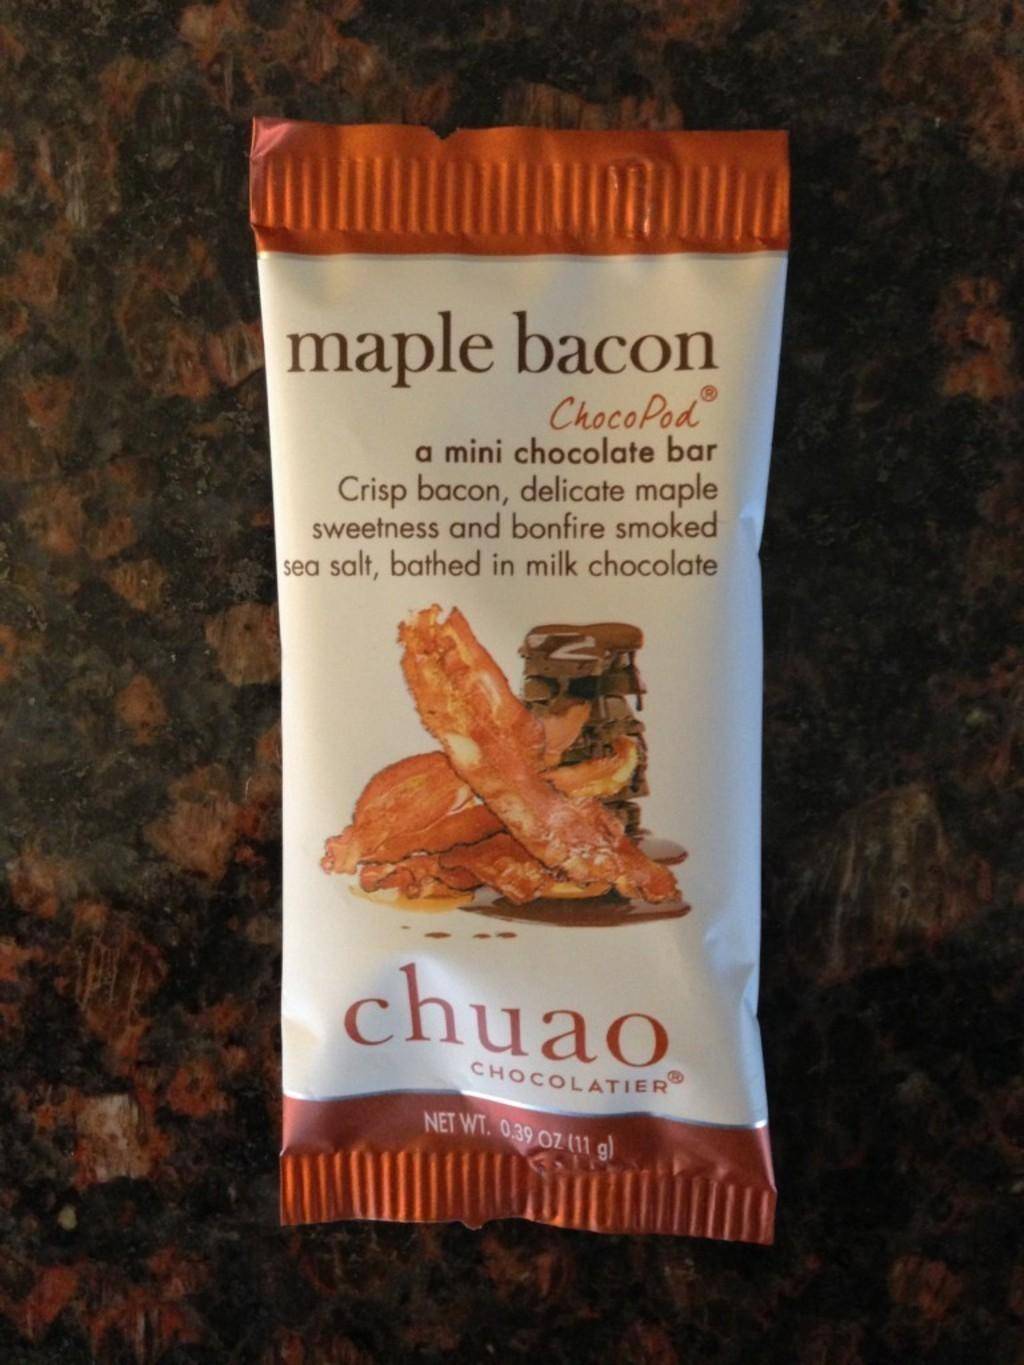 maple bacon
ChocoPod®
a mini chocolate bar
Crisp bacon, delicate maple
sweetness and bonfire smoked
sea salt, bathed in milk chocolate
chuao
CHOCOLATIER®
NET WT. 0.39 OZ (11 g)